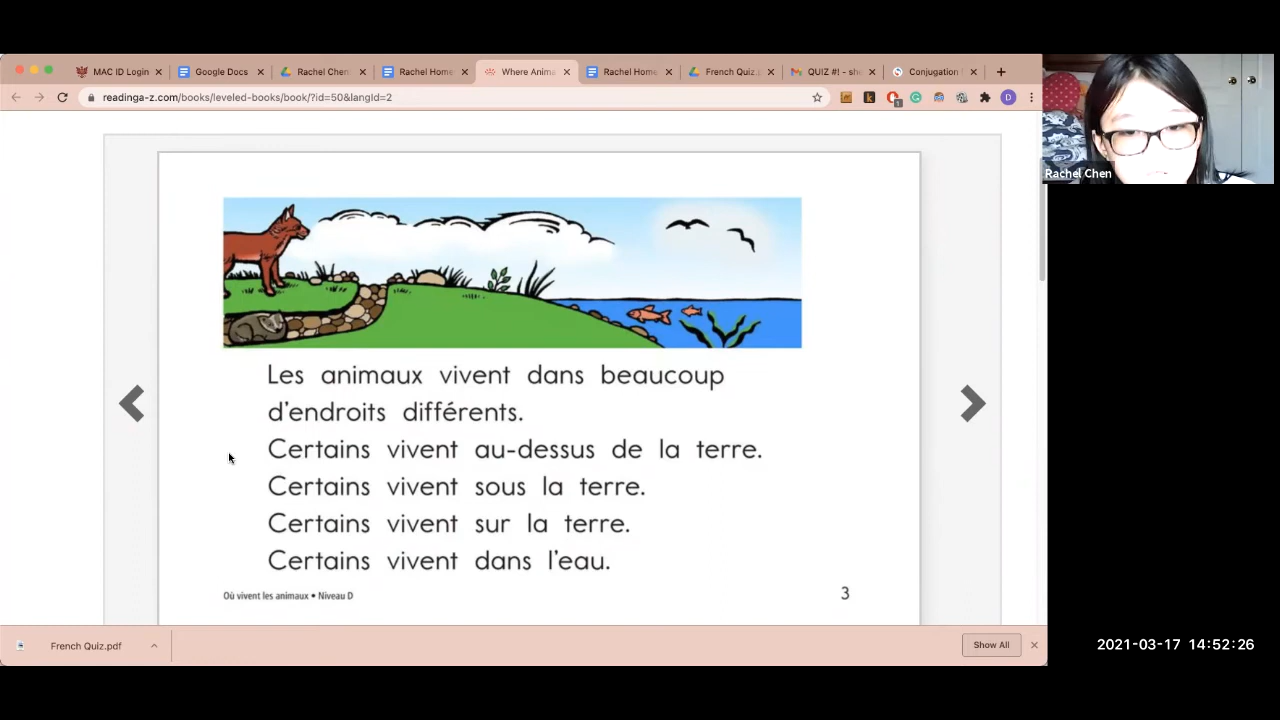 MAC ID Login
Google Docs
Rachel Chen
Rachel Home
Where Anima
Rachel Home
French Quiz.p
QUIZ #! - sh
Conjugation
readinga-z.com/books/leveled-books/book/?id=50&langId=2
Rachel Chen
Les animaux vivent dans beaucoup
d'endroits différents.
Certains vivent au-dessus de la terre.
Certains vivent sous la terre.
Certains vivent sur la terre.
Certains vivent dans l'eau.
Où vivent les animaux • Niveau D
3
French Quiz.pdf
Show All
2021-03-17 14:52:26